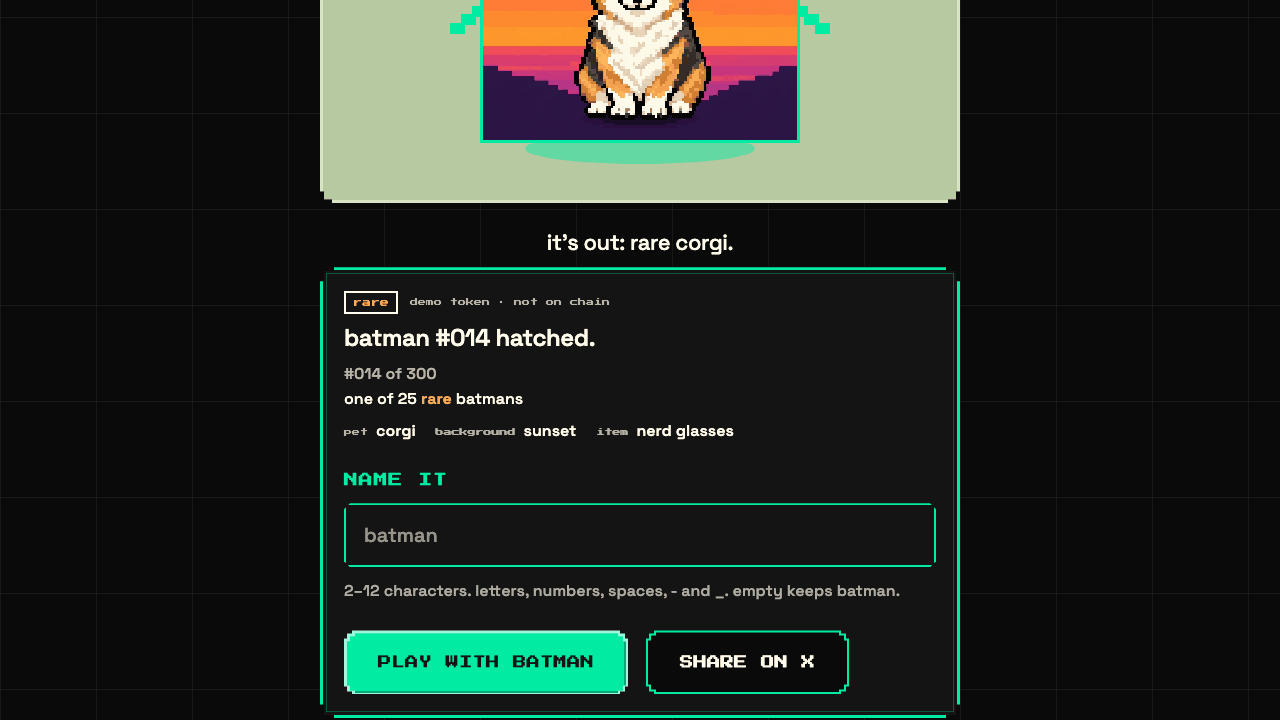 it's out: rare corgi.
rare demo token · not on chain
batman #014 hatched.
#014 of 300
one of 25 rare batmans
pet corgi background sunset item nerd glasses
NAME IT
batman
2–12 characters. letters, numbers, spaces, - and _. empty keeps batman.
PLAY WITH BATMAN SHARE ON X